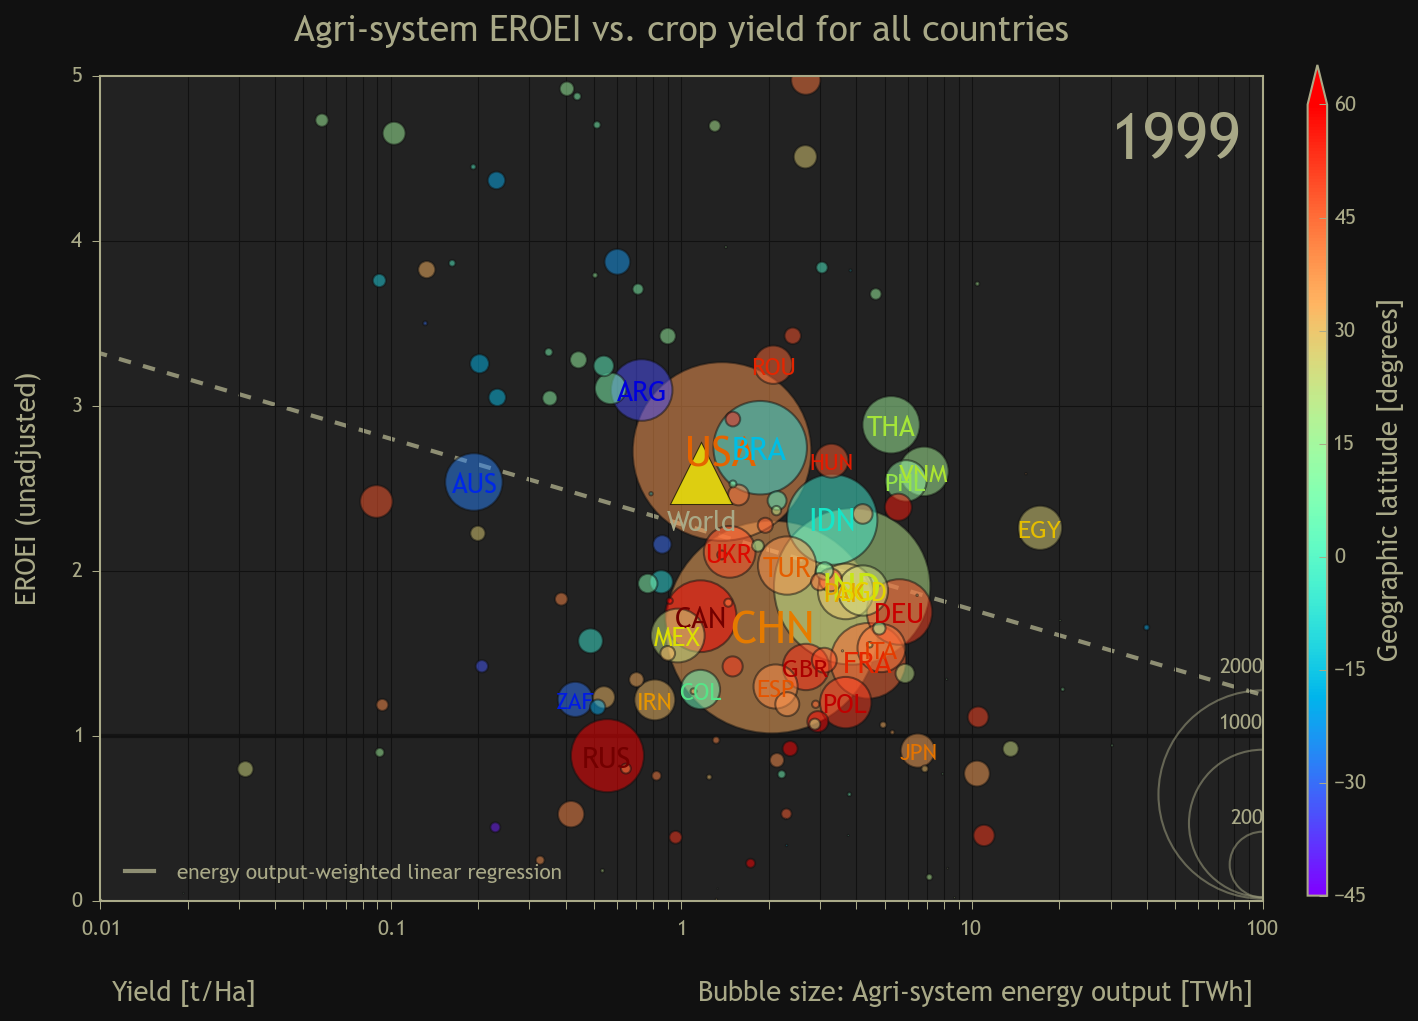 Agri-system EROEI vs. crop yield for all countries
1999
EROEI (unadjusted)
5
4
3
2
1
0
0.01
0.1
1
10
100
Yield [t/Ha]
Bubble size: Agri-system energy output [TWh]
energy output-weighted linear regression
ROU
ARG
THA
USA
BRA
HUN
VNM
PHL
AUS
World
IDN
EGY
UKR
TUR
IND
PAK
CAN
DEU
CHN
MEX
ITA
FRA
GBR
ESP
COL
ZAF
IRN
POL
RUS
JPN
2000
1000
200
60
45
30
15
0
−15
−30
−45
Geographic latitude [degrees]